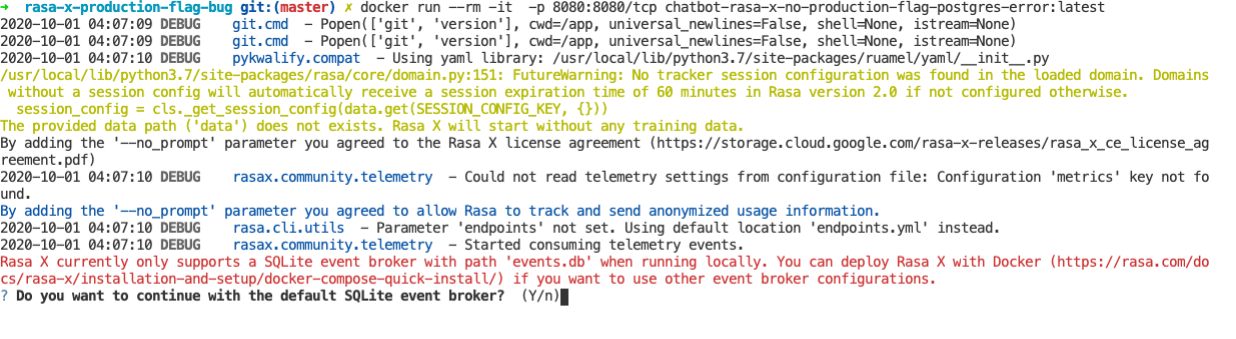 → rasa-x-production-flag-bug git:(master) ✗ docker run --rm -it -p 8080:8080/tcp chatbot-rasa-x-no-production-flag-postgres-error:latest
2020-10-01 04:07:09 DEBUG git.cmd - Popen(['git', 'version'], cwd=/app, universal_newlines=False, shell=None, istream=None)
2020-10-01 04:07:09 DEBUG git.cmd - Popen(['git', 'version'], cwd=/app, universal_newlines=False, shell=None, istream=None)
2020-10-01 04:07:10 DEBUG pykwalify.compat - Using yaml library: /usr/local/lib/python3.7/site-packages/ruamel/yaml/__init__.py
/usr/local/lib/python3.7/site-packages/rasa/core/domain.py:151: FutureWarning: No tracker session configuration was found in the loaded domain. Domains
without a session config will automatically receive a session expiration time of 60 minutes in Rasa version 2.0 if not configured otherwise.
session_config = cls._get_session_config(data.get(SESSION_CONFIG_KEY, {}))
The provided data path ('data') does not exists. Rasa X will start without any training data.
By adding the '--no_prompt' parameter you agreed to the Rasa X license agreement (https://storage.cloud.google.com/rasa-x-releases/rasa_x_ce_license_ag
reement.pdf)
2020-10-01 04:07:10 DEBUG rasax.community.telemetry - Could not read telemetry settings from configuration file: Configuration 'metrics' key not fo
und.
By adding the '--no_prompt' parameter you agreed to allow Rasa to track and send anonymized usage information.
2020-10-01 04:07:10 DEBUG rasa.cli.utils - Parameter 'endpoints' not set. Using default location 'endpoints.yml' instead.
2020-10-01 04:07:10 DEBUG rasax.community.telemetry - Started consuming telemetry events.
Rasa X currently only supports a SQLite event broker with path 'events.db' when running locally. You can deploy Rasa X with Docker (https://rasa.com/do
cs/rasa-x/installation-and-setup/docker-compose-quick-install/) if you want to use other event broker configurations.
? Do you want to continue with the default SQLite event broker? (Y/n)